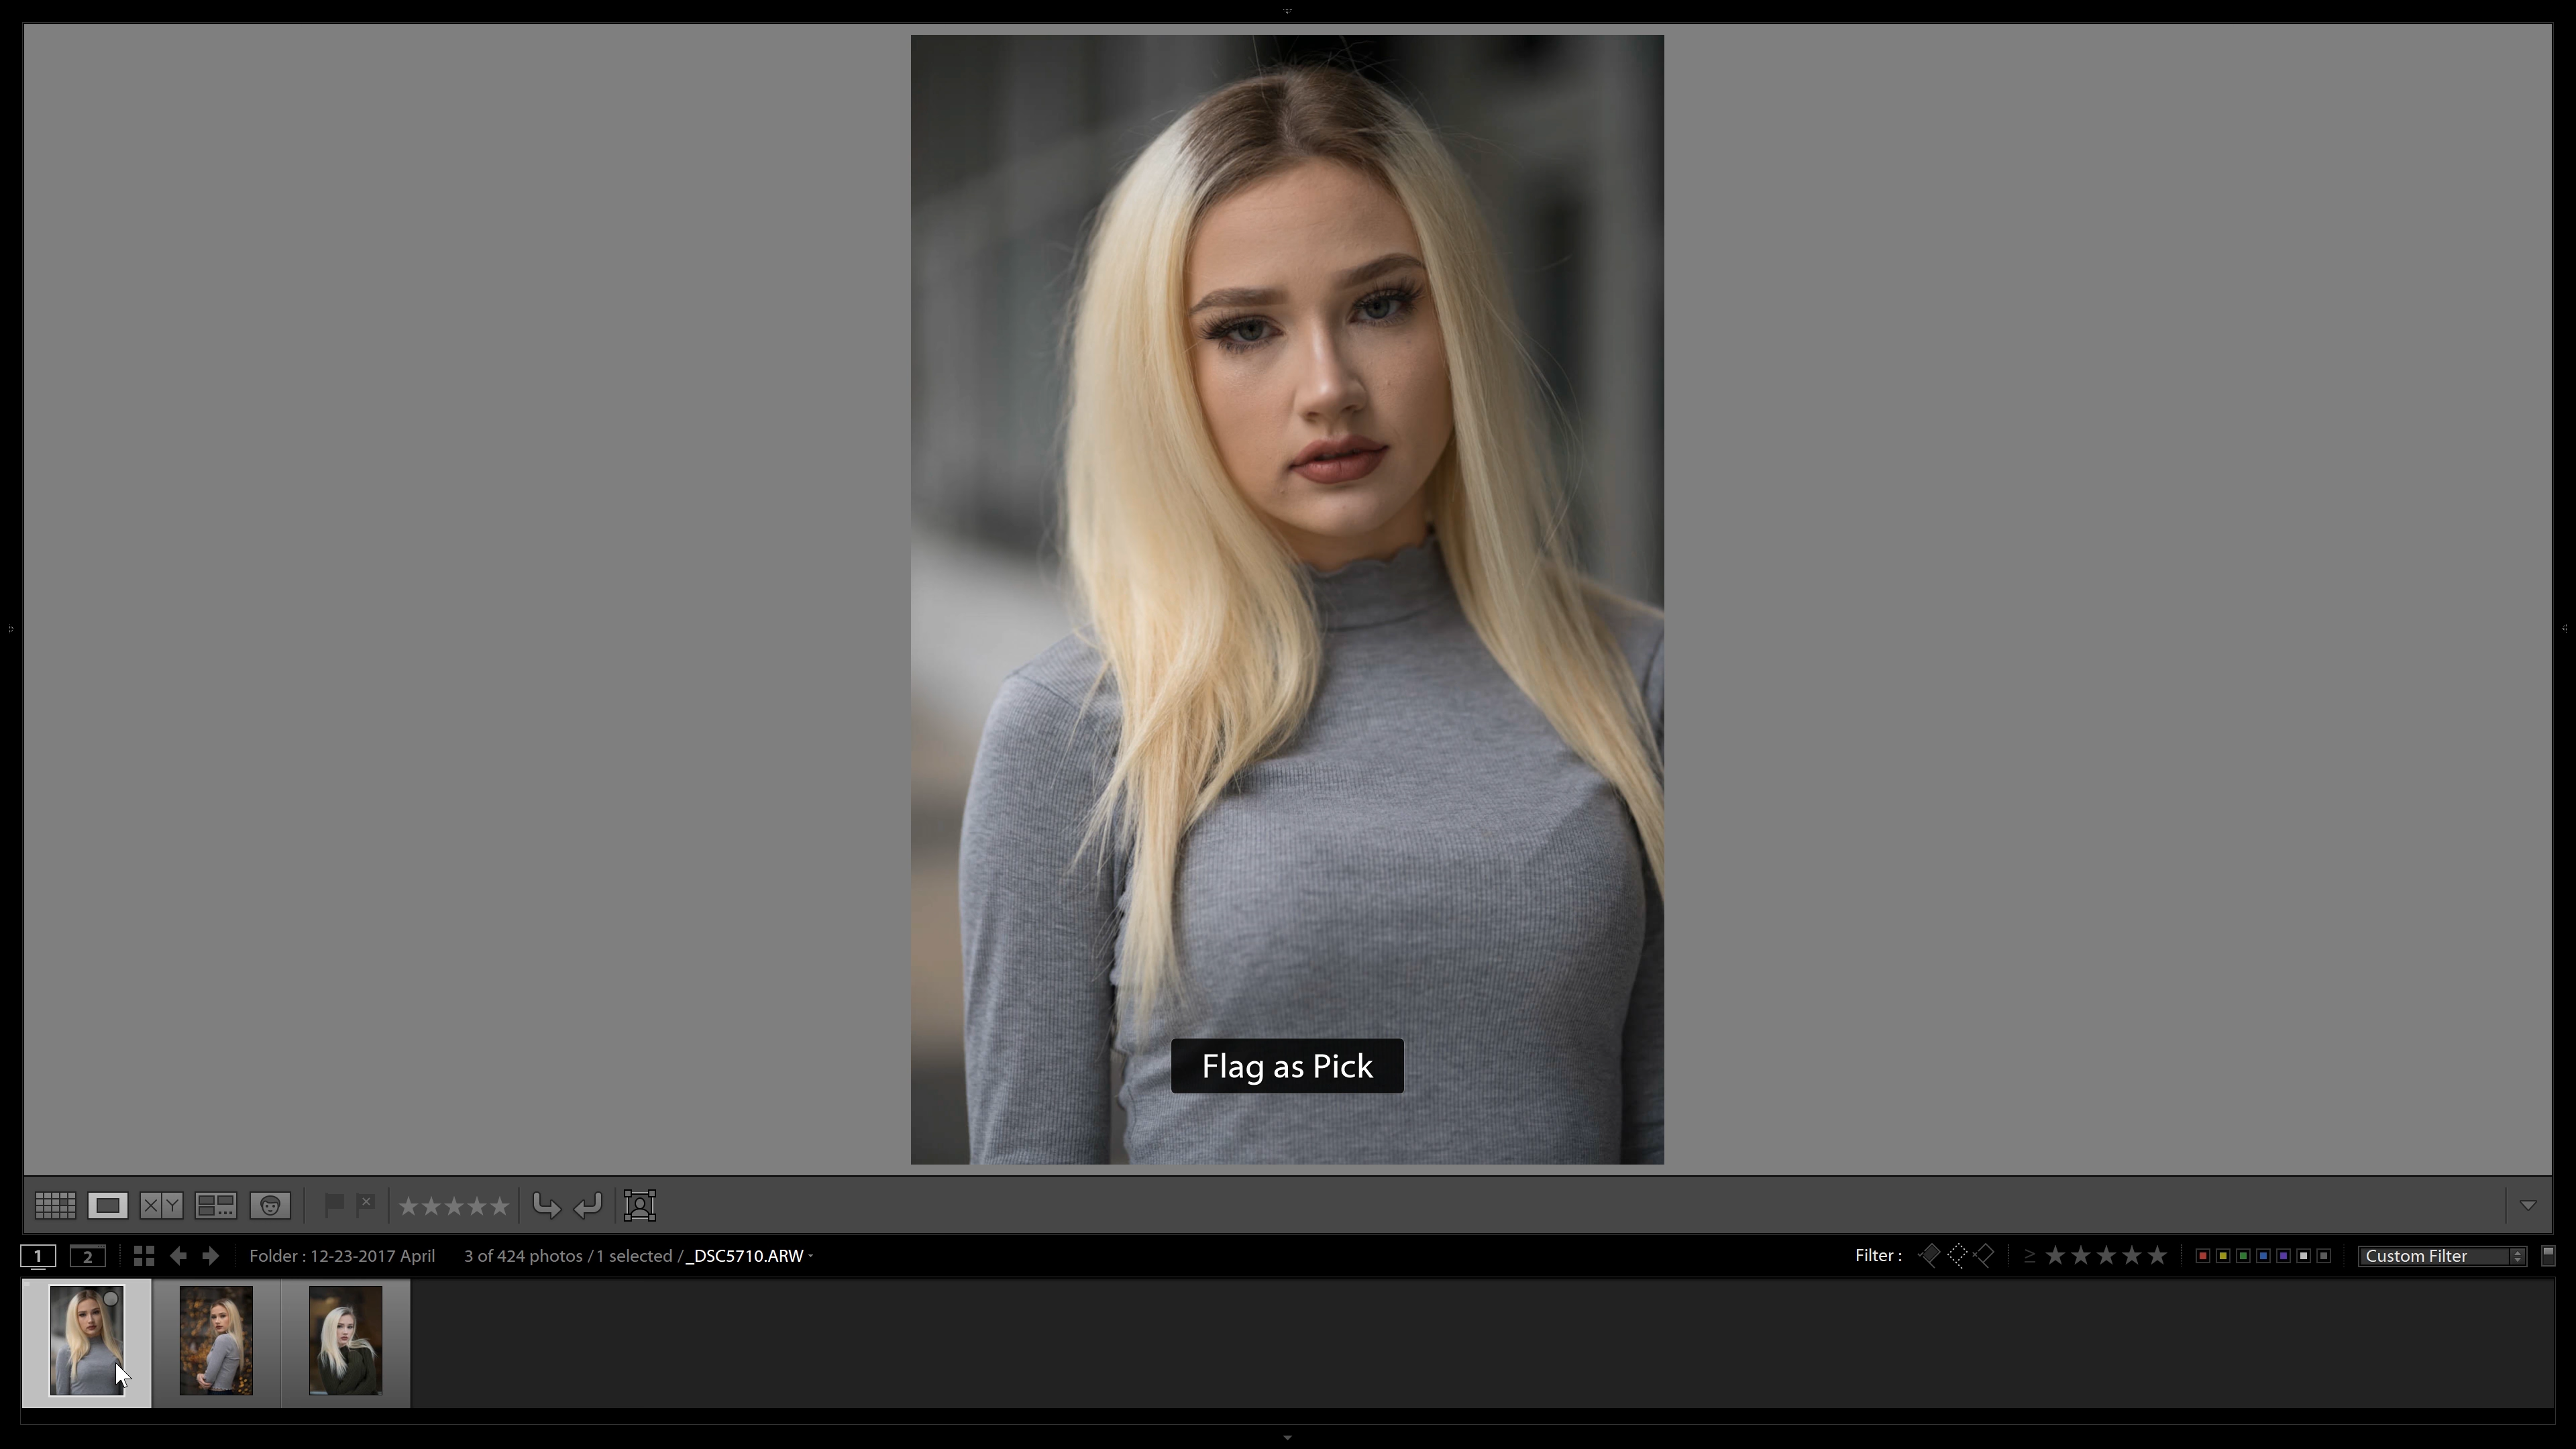 Flag as Pick
X Y
1 2 Folder : 12-23-2017 April 3 of 424 photos / 1 selected / _DSC5710.ARW Filter : ≥ Custom Filter